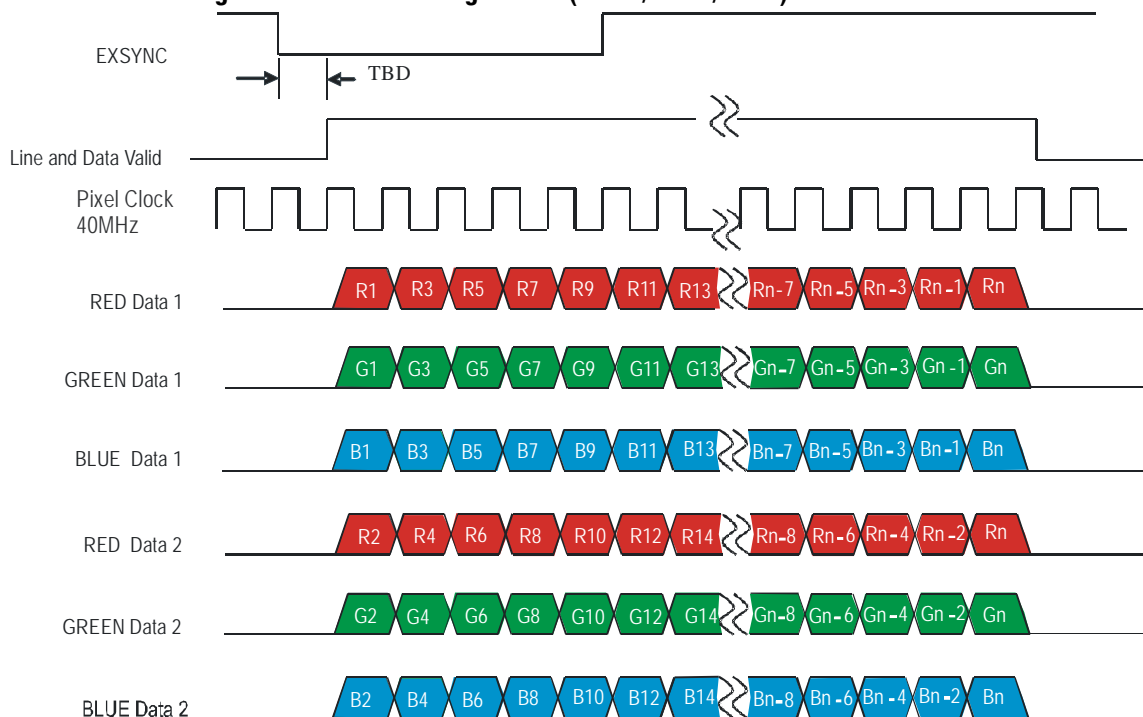 EXSYNC
TBD
Line and Data Valid
Pixel Clock
40MHz
RED Data 1
R1 R3 R5 R7 R9 R11 R13 Rn-7 Rn-5 Rn-3 Rn-1 Rn
GREEN Data 1
G1 G3 G5 G7 G9 G11 G13 Gn-7 Gn-5 Gn-3 Gn-1 Gn
BLUE Data 1
B1 B3 B5 B7 B9 B11 B13 Bn-7 Bn-5 Bn-3 Bn-1 Bn
RED Data 2
R2 R4 R6 R8 R10 R12 R14 Rn-8 Rn-6 Rn-4 Rn-2 Rn
GREEN Data 2
G2 G4 G6 G8 G10 G12 G14 Gn-8 Gn-6 Gn-4 Gn-2 Gn
BLUE Data 2
B2 B4 B6 B8 B10 B12 B14 Bn-8 Bn-6 Bn-4 Bn-2 Bn